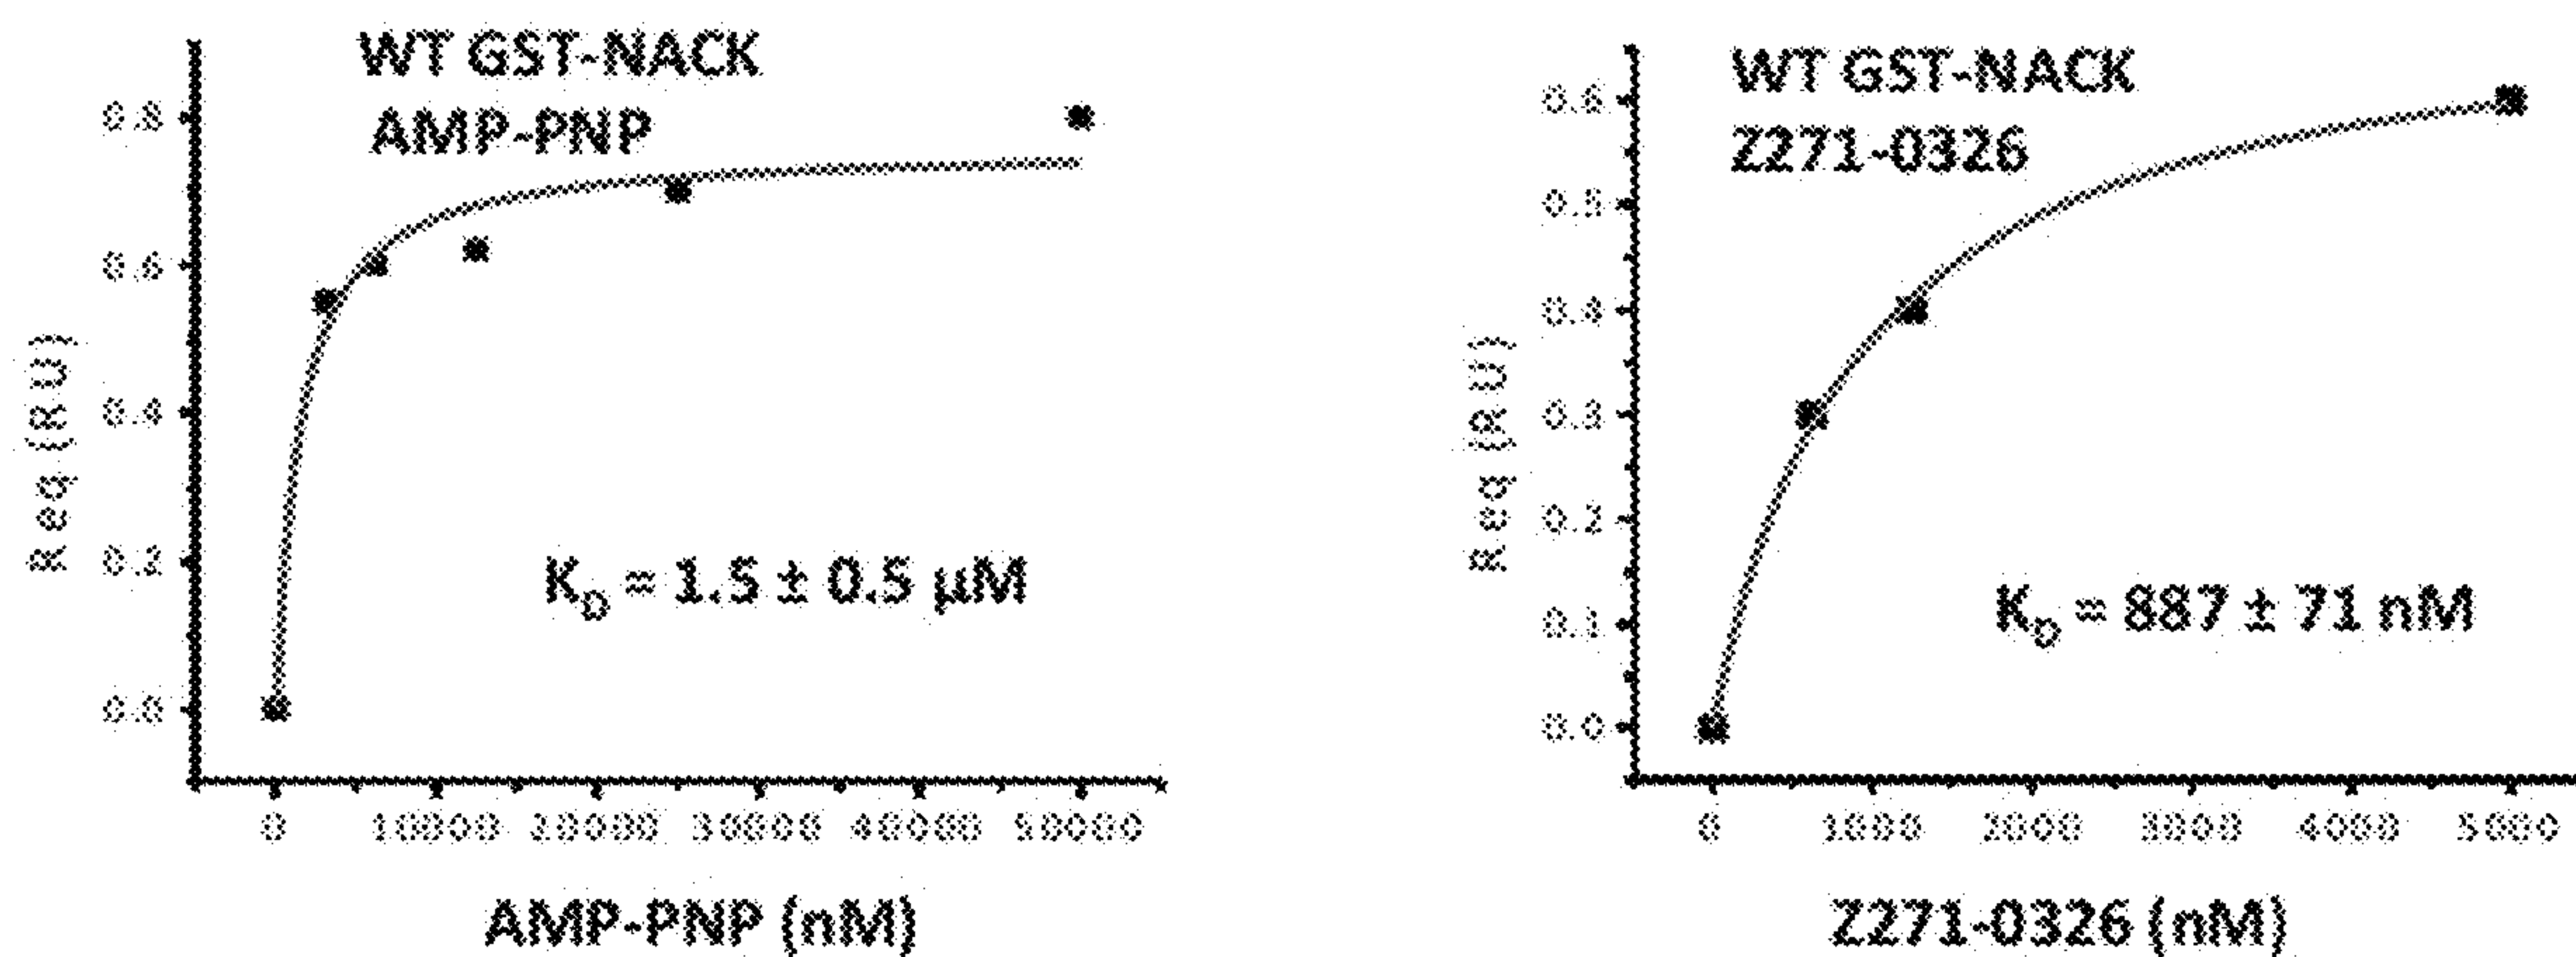 WT GST-NACK
AMP-PNP
0.8
0.6
0.4
0.2
0.0
Req (RU)
K_D = 1.5 ± 0.5 µM
0 10000 20000 30000 40000 50000
AMP-PNP (nM)
WT GST-NACK
Z271-0326
0.6
0.5
0.4
0.3
0.2
0.1
0.0
Req (RU)
K_D = 887 ± 71 nM
0 1000 2000 3000 4000 5000
Z271-0326 (nM)